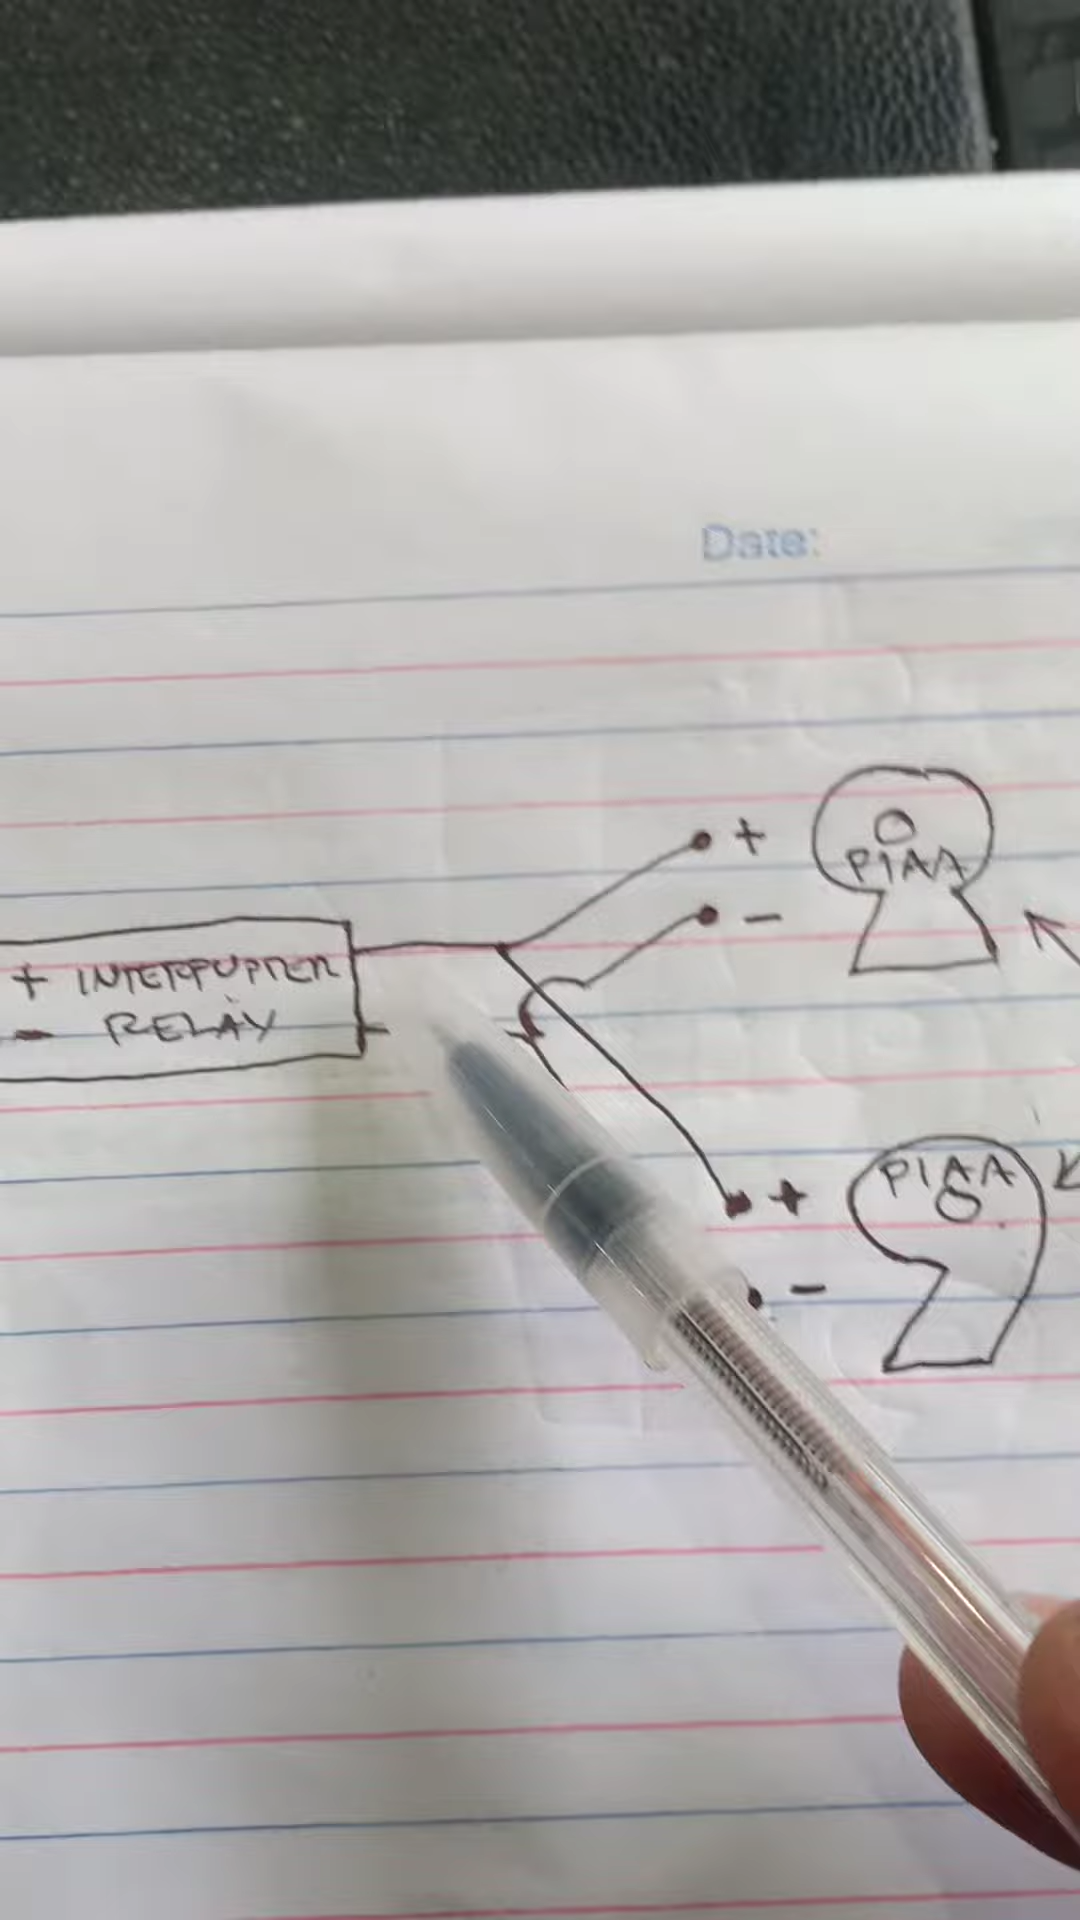 Date:
+
PIAA
-
+ INTERRUPTER
- RELAY
-
PIAA
+
-